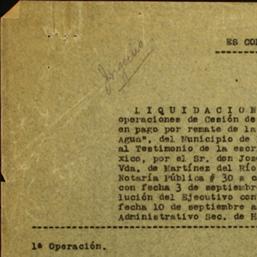 ES CO
LIQUIDACION
operaciones de Cesión de
en pago por remate de la
Agua", del Municipio de
al Testimonio de la escr
xico, por el Sr. don Jos
Vda. de Martínez del Río
Notaría Pública # 30 a c
con fecha 3 de septiembr
lución del Ejecutivo con
fecha 10 de septiembre a
Administrativo Sec. de H
1a Operación.